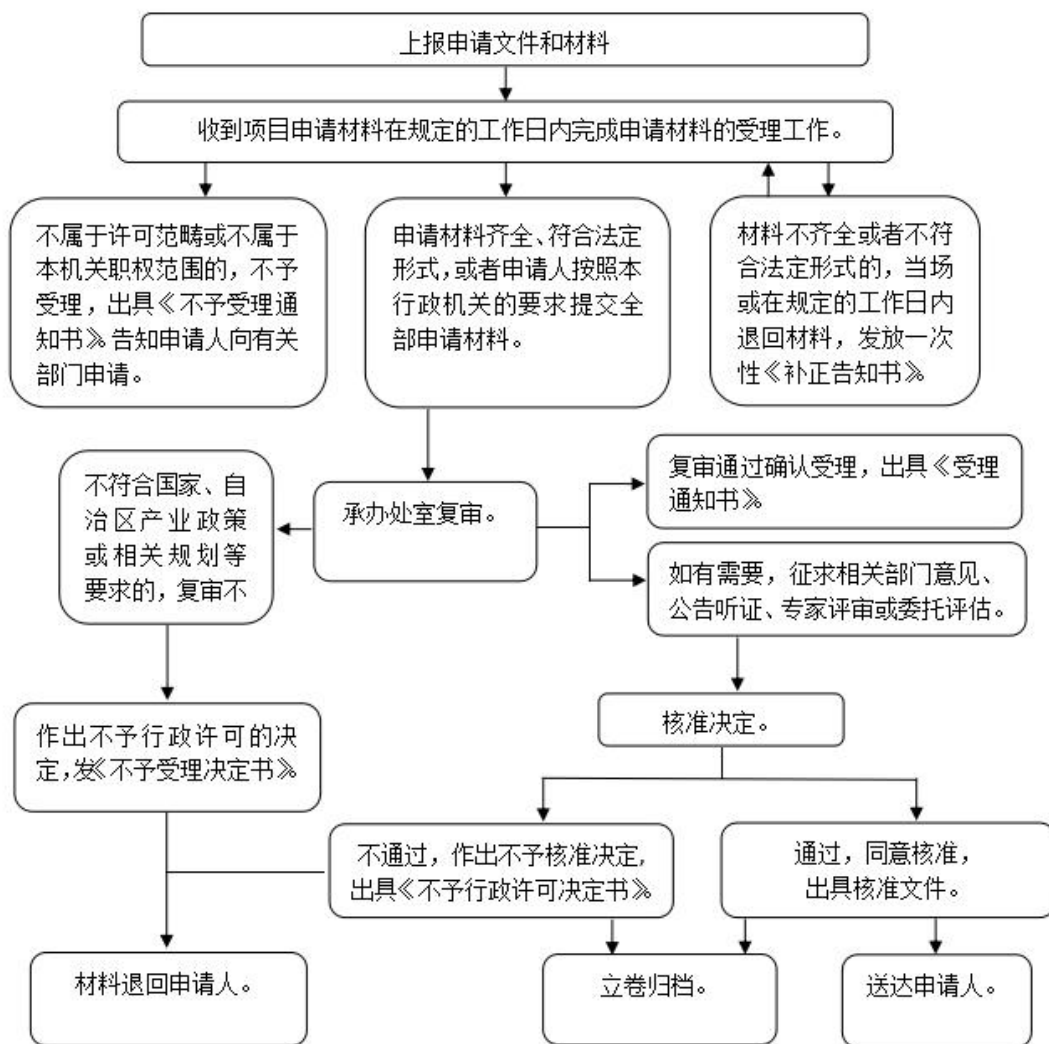 上报申请文件和材料
收到项目申请材料在规定的工作日内完成申请材料的受理工作。
不属于许可范畴或不属于
本机关职权范围的，不予
受理，出具《不予受理通
知书》告知申请人向有关
部门申请。
申请材料齐全、符合法定
形式，或者申请人按照本
行政机关的要求提交全
部申请材料。
材料不齐全或者不符
合法定形式的，当场
或在规定的工作日内
退回材料，发放一次
性《补正告知书》。
不符合国家、自
治区产业政策
或相关规划等
要求的，复审不
承办处室复审。
复审通过确认受理，出具《受理
通知书》。
如有需要，征求相关部门意见、
公告听证、专家评审或委托评估。
作出不予行政许可的决
定，发《不予受理决定书》。
核准决定。
不通过，作出不予核准决定，
出具《不予行政许可决定书》。
通过，同意核准，
出具核准文件。
材料退回申请人。
立卷归档。
送达申请人。